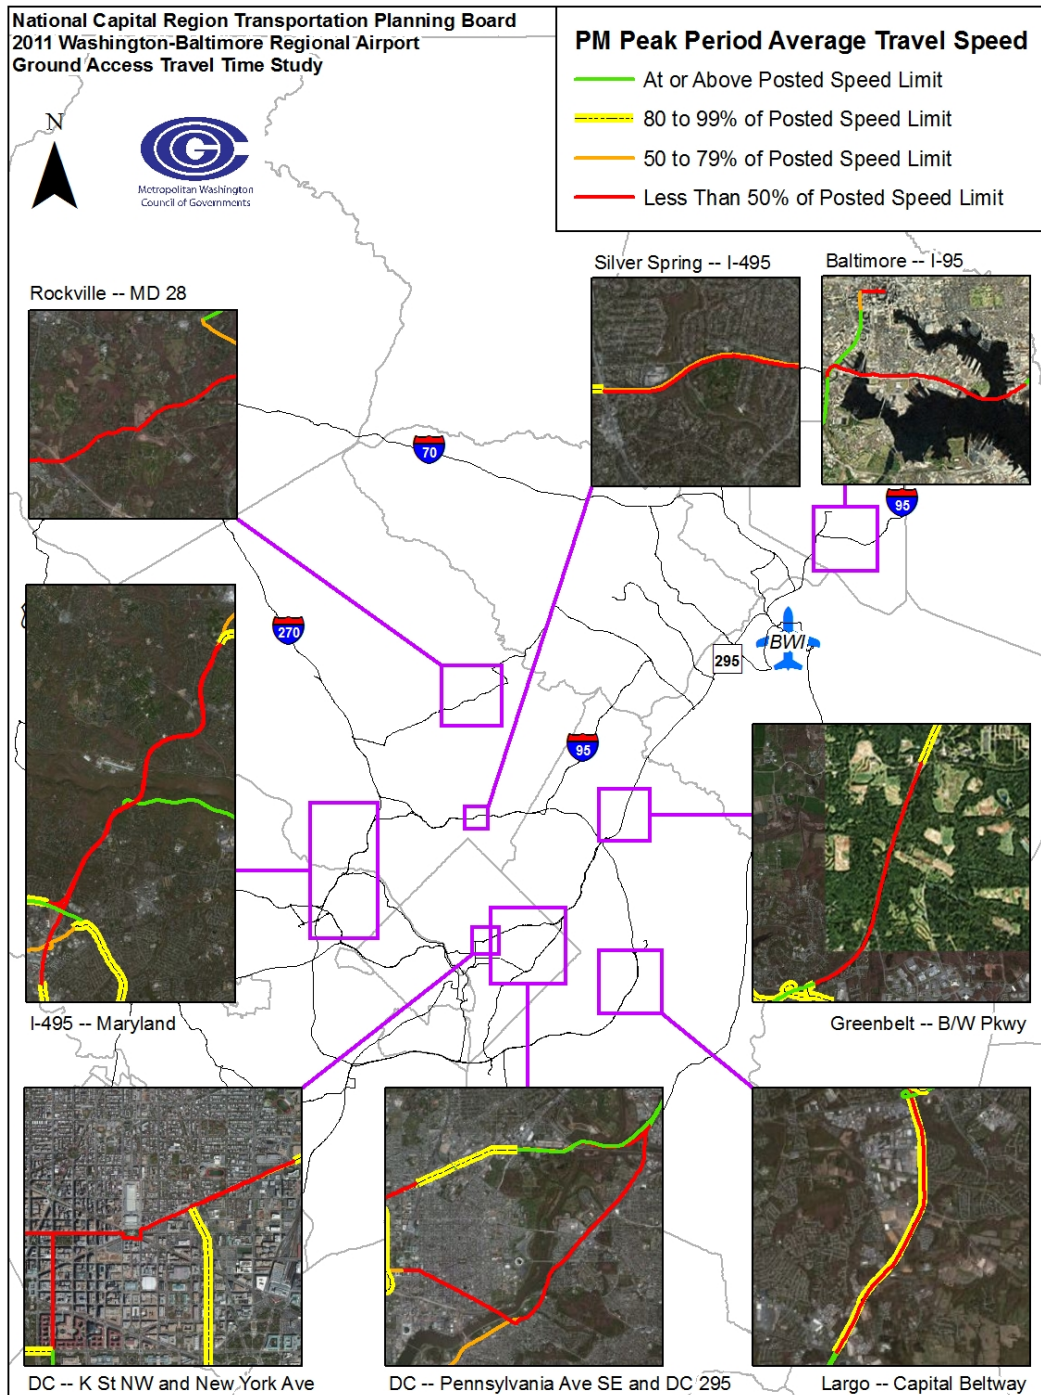 National Capital Region Transportation Planning Board
2011 Washington-Baltimore Regional Airport
Ground Access Travel Time Study
N
Metropolitan Washington
Council of Governments
PM Peak Period Average Travel Speed
At or Above Posted Speed Limit
80 to 99% of Posted Speed Limit
50 to 79% of Posted Speed Limit
Less Than 50% of Posted Speed Limit
Silver Spring -- I-495
Baltimore -- I-95
Rockville -- MD 28
70
95
270
BWI
295
95
I-495 -- Maryland
Greenbelt -- B/W Pkwy
DC -- K St NW and New York Ave
DC -- Pennsylvania Ave SE and DC 295
Largo -- Capital Beltway